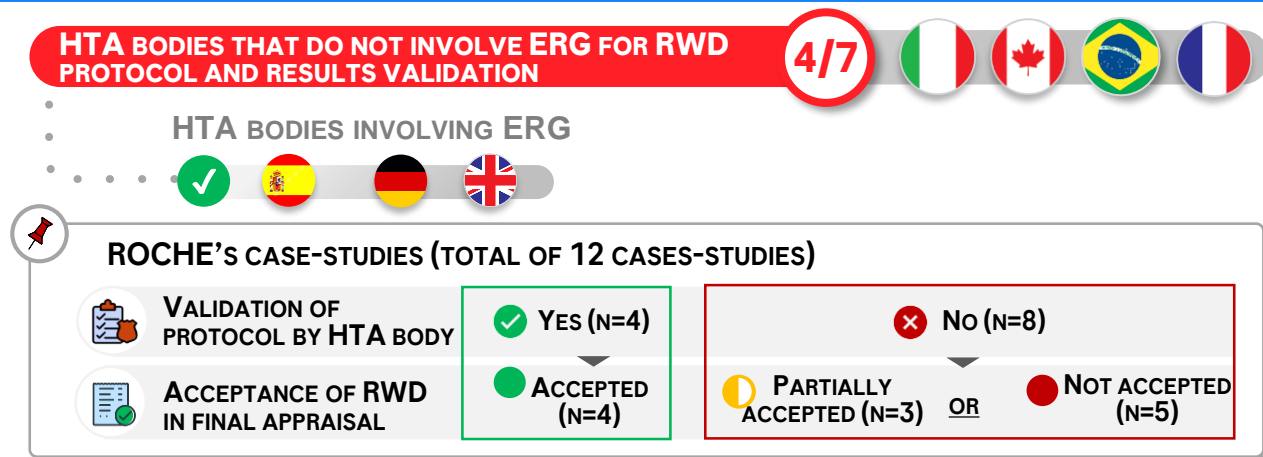 HTA BODIES THAT DO NOT INVOLVE ERG FOR RWD
PROTOCOL AND RESULTS VALIDATION
4/7
HTA BODIES INVOLVING ERG
ROCHE'S CASE-STUDIES (TOTAL OF 12 CASES-STUDIES)
VALIDATION OF
PROTOCOL BY HTA BODY
YES (N=4)
NO (N=8)
ACCEPTANCE OF RWD
IN FINAL APPRAISAL
ACCEPTED
(N=4)
PARTIALLY
ACCEPTED (N=3)
OR
NOT ACCEPTED
(N=5)